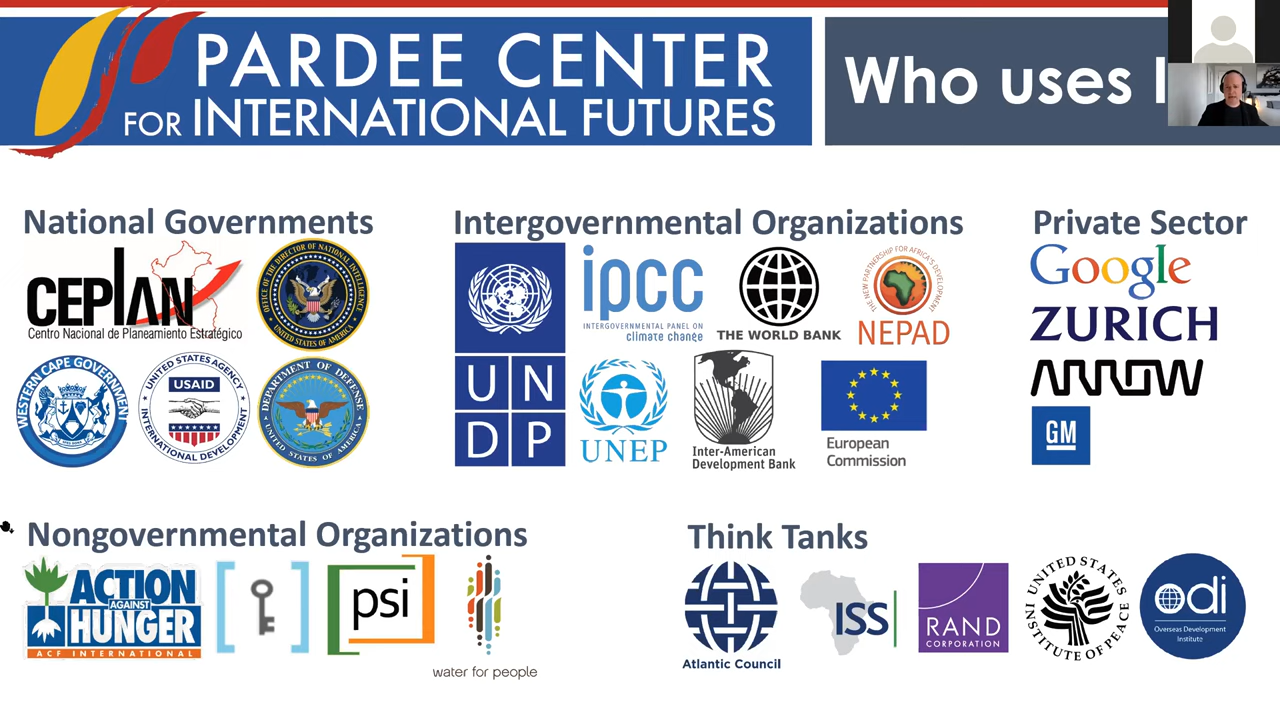 PARDEE CENTER
FOR INTERNATIONAL FUTURES
Who uses
National Governments
CEPLAN
Centro Nacional de Planeamiento Estratégico
OFFICE OF THE DIRECTOR OF NATIONAL INTELLIGENCE
UNITED STATES OF AMERICA
WESTERN CAPE GOVERNMENT
UNITED STATES AGENCY
USAID
INTERNATIONAL DEVELOPMENT
DEPARTMENT OF DEFENSE
UNITED STATES OF AMERICA
Intergovernmental Organizations
U N
D P
ipcc
INTERGOVERNMENTAL PANEL ON
climate change
THE WORLD BANK
THE NEW PARTNERSHIP FOR AFRICA'S DEVELOPMENT
NEPAD
UNEP
Inter-American
Development Bank
European
Commission
Private Sector
Google
ZURICH
ARROW
GM
Nongovernmental Organizations
ACTION
AGAINST
HUNGER
ACF INTERNATIONAL
psi
water for people
Think Tanks
Atlantic Council
ISS
RAND
CORPORATION
UNITED STATES
INSTITUTE OF PEACE
odi
Overseas Development
Institute